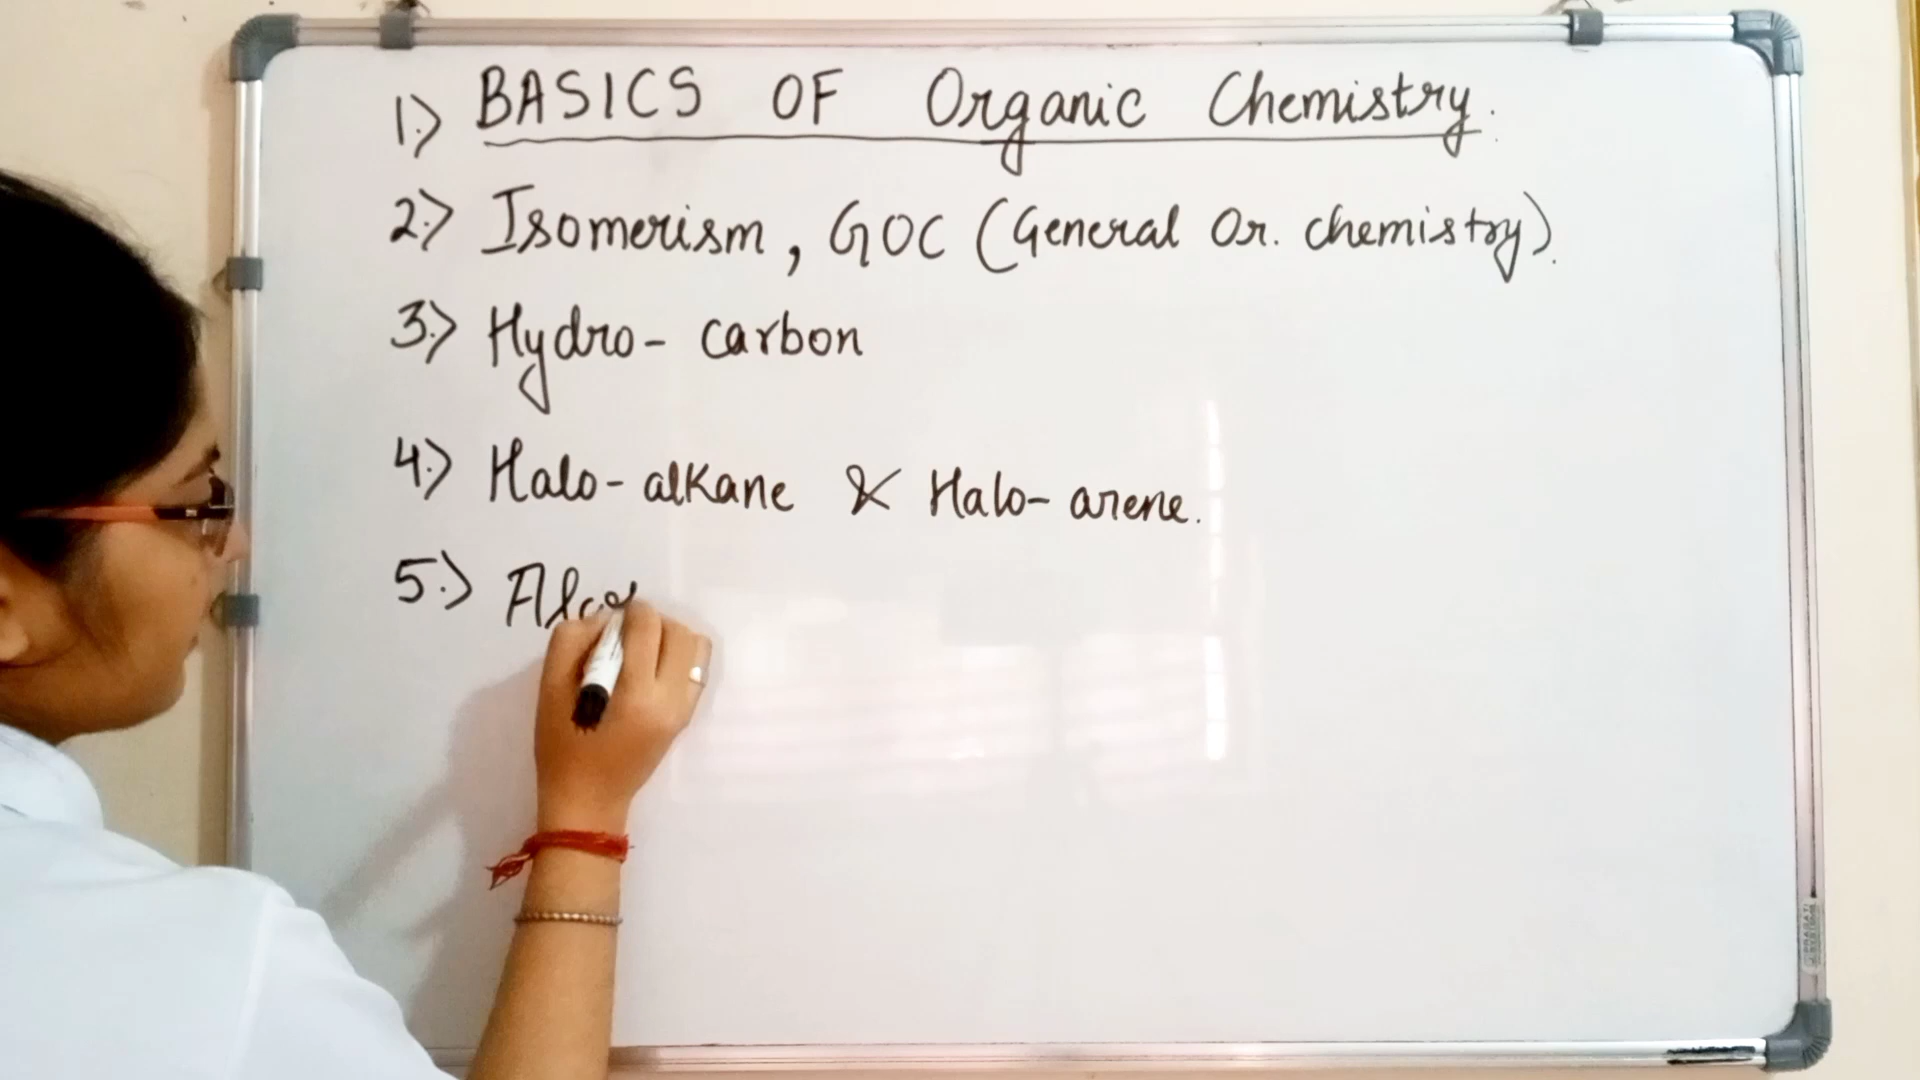 1.) BASICS OF Organic Chemistry.
2.) Isomerism, GOC (General Or. chemistry).
3.) Hydro- carbon
4.) Halo-alkane & Halo-arene.
5.) Alco